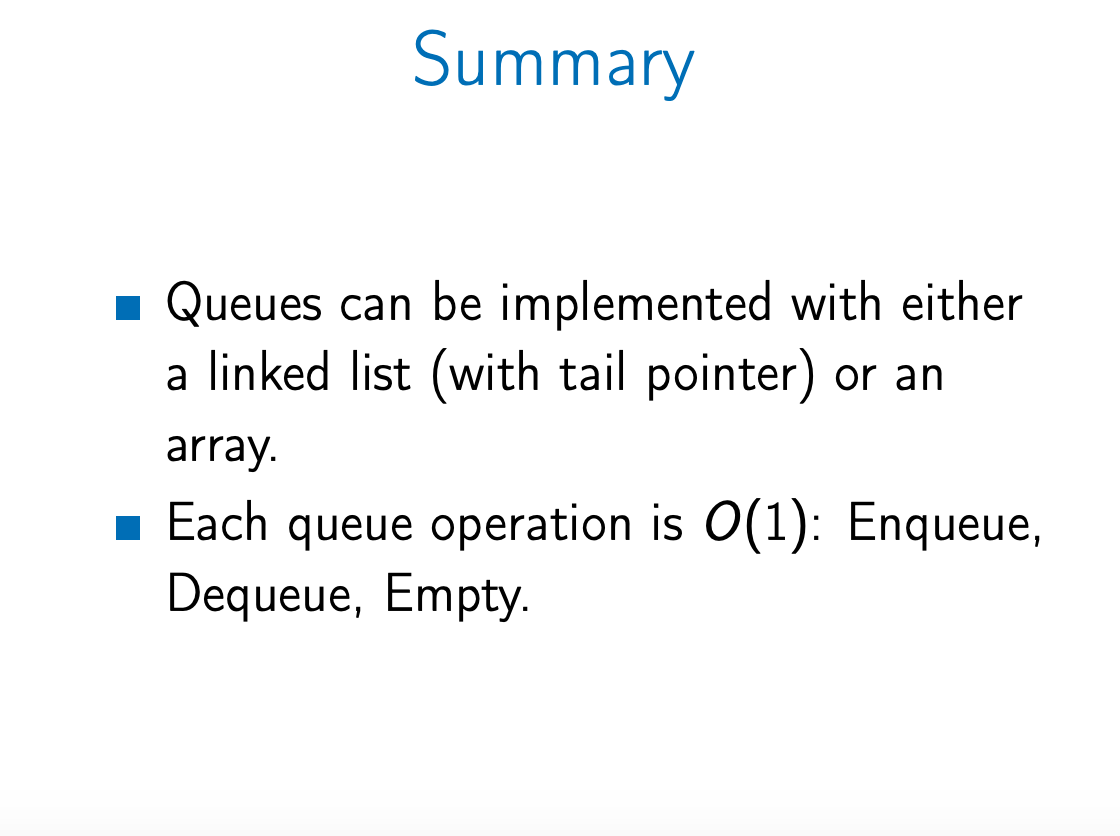 Summary
Queues can be implemented with either
a linked list (with tail pointer) or an
array.
Each queue operation is O(1): Enqueue,
Dequeue, Empty.